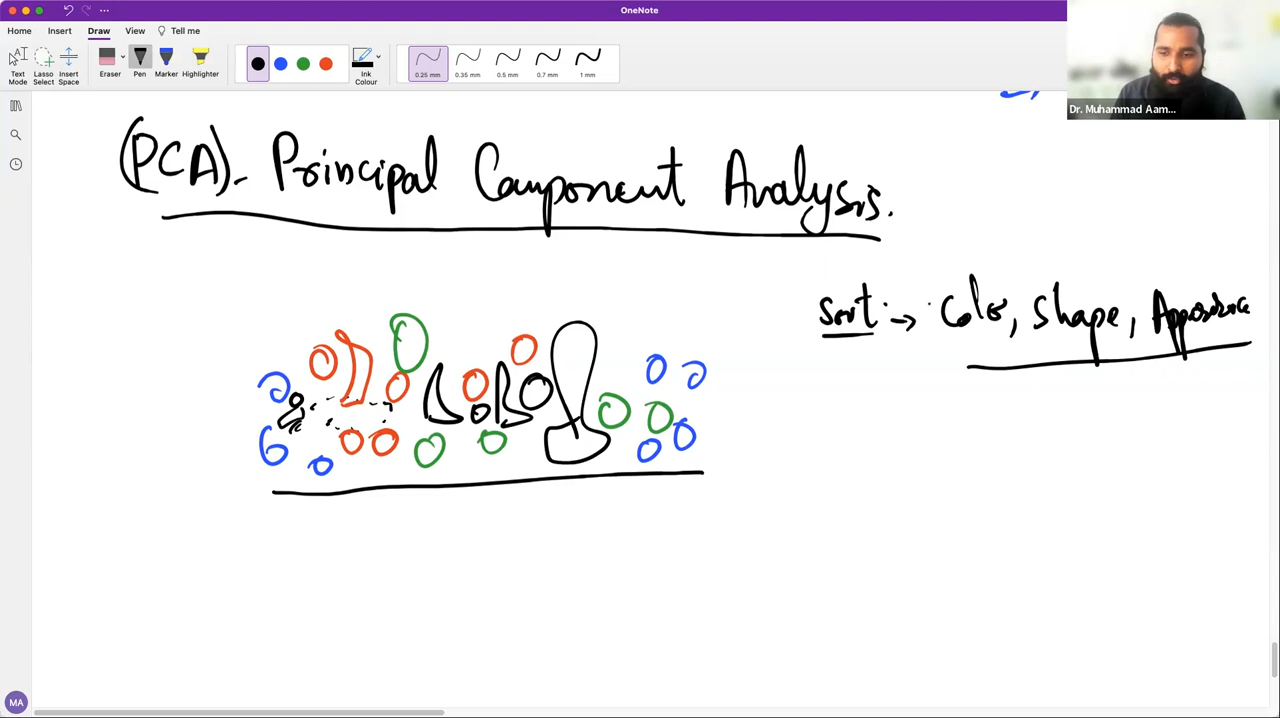 OneNote
Home Insert Draw View Tell me
Text Mode Lasso Select Insert Space Eraser Pen Marker Highlighter Ink Colour 0.25 mm 0.35 mm 0.5 mm 0.7 mm 1 mm
Dr. Muhammad Aam...
(PCA). Principal Component Analysis.
Sort → Color, Shape,
MA